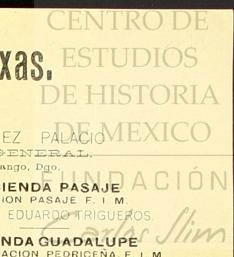 CENTRO DE
ESTUDIOS
xas.
DE HISTORIA
DE MEXICO
EZ PALACIO
GENERAL.
ango, Dgo.
IENDA PASAJE
FUNDACIÓN
ION PASAJE F. I. M.
EDUARDO TRIGUEROS.
Carlos Slim
NDA GUADALUPE
ACION PEDRICEÑA, F. I. M.